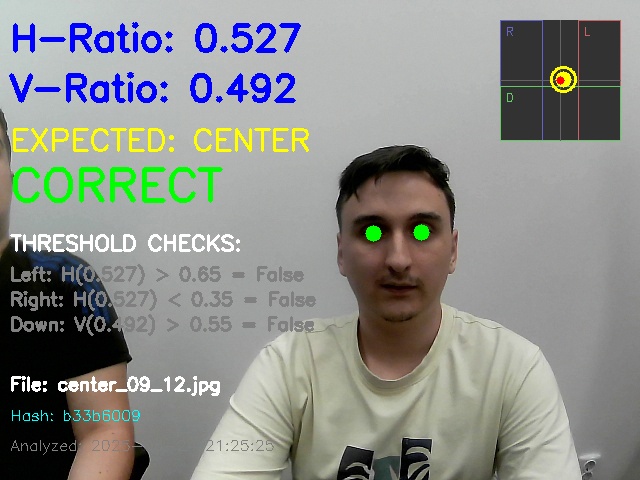 H-Ratio: 0.527
V-Ratio: 0.492
EXPECTED: CENTER
CORRECT
THRESHOLD CHECKS:
Left: H(0.527) > 0.65 = False
Right: H(0.527) < 0.35 = False
Down: V(0.492) > 0.55 = False
File: center_09_12.jpg
Hash: b33b6009
Analyzed: 21:25:25
R L
D